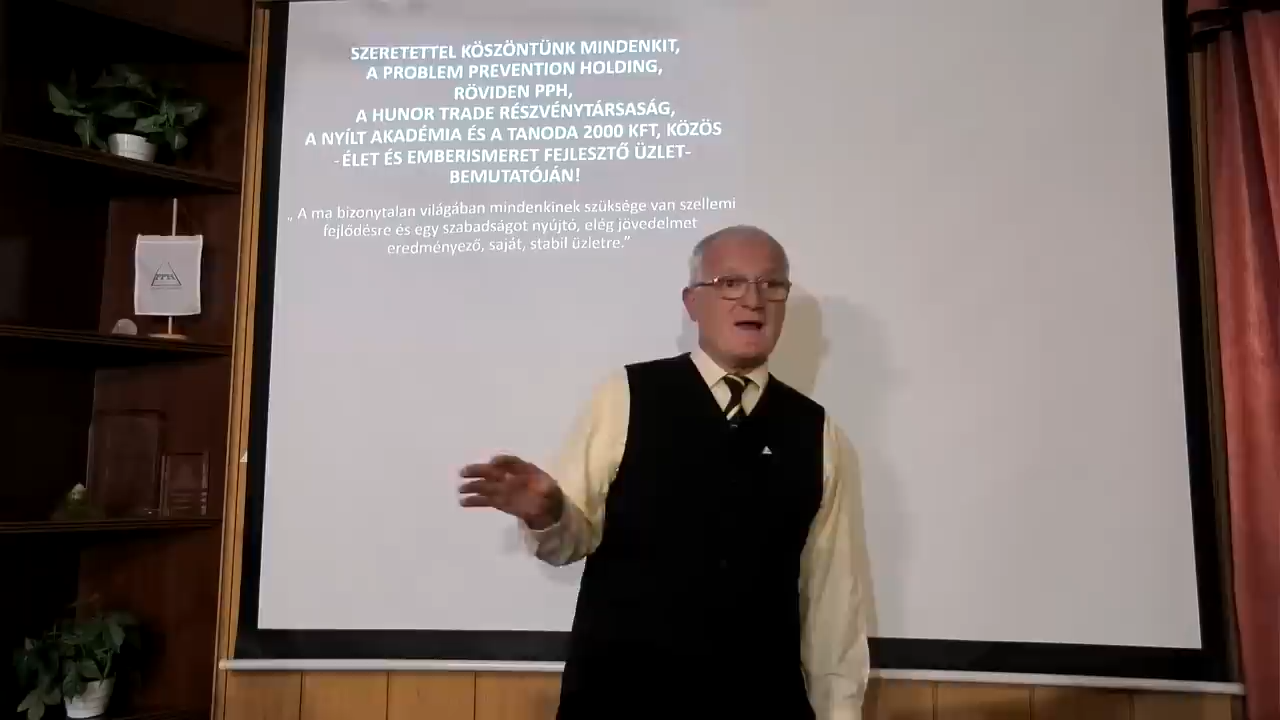 SZERETETTEL KÖSZÖNTÜNK MINDENKIT,
A PROBLEM PREVENTION HOLDING,
RÖVIDEN PPH,
A HUNOR TRADE RÉSZVÉNYTÁRSASÁG,
A NYÍLT AKADÉMIA ÉS A TANODA 2000 KFT, KÖZÖS
-ÉLET ÉS EMBERISMERET FEJLESZTŐ ÜZLET-
BEMUTATÓJÁN!
„ A ma bizonytalan világában mindenkinek szüksége van szellemi
fejlődésre és egy szabadságot nyújtó, elég jövedelmet
eredményező, saját, stabil üzletre.”
PPH